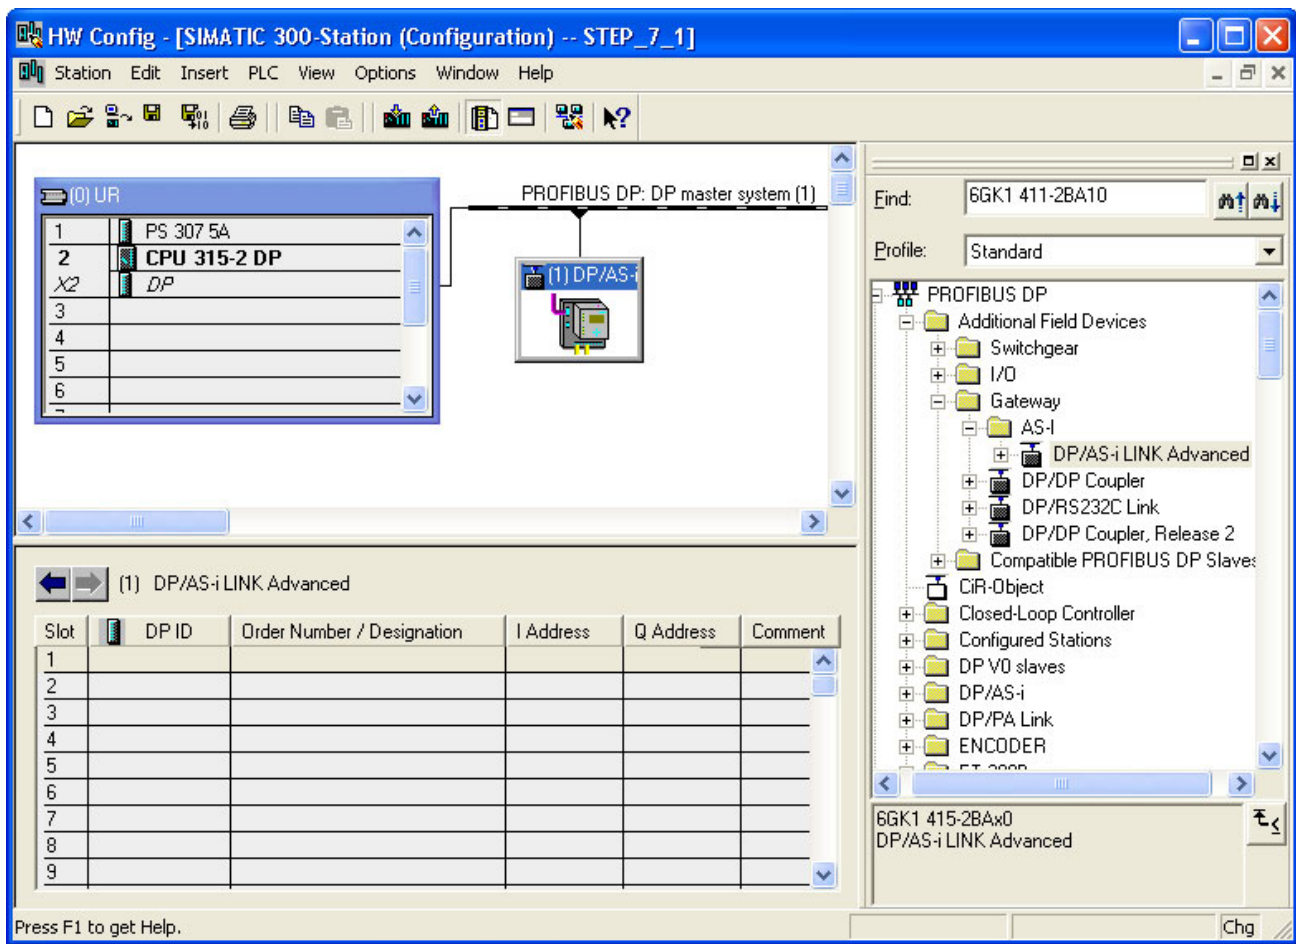 HW Config - [SIMATIC 300-Station (Configuration) -- STEP_7_1]
Station Edit Insert PLC View Options Window Help
(0) UR
1 PS 307 5A
2 CPU 315-2 DP
X2 DP
3
4
5
6
PROFIBUS DP: DP master system (1)
(1) DP/AS-i
Find: 6GK1 411-2BA10
Profile: Standard
PROFIBUS DP
Additional Field Devices
Switchgear
I/O
Gateway
AS-I
DP/AS-i LINK Advanced
DP/DP Coupler
DP/RS232C Link
DP/DP Coupler, Release 2
Compatible PROFIBUS DP Slaves
CiR-Object
Closed-Loop Controller
Configured Stations
DP V0 slaves
DP/AS-i
DP/PA Link
ENCODER
6GK1 415-2BAx0
DP/AS-i LINK Advanced
(1) DP/AS-i LINK Advanced
Slot DP ID Order Number / Designation I Address Q Address Comment
1
2
3
4
5
6
7
8
9
Press F1 to get Help.
Chg